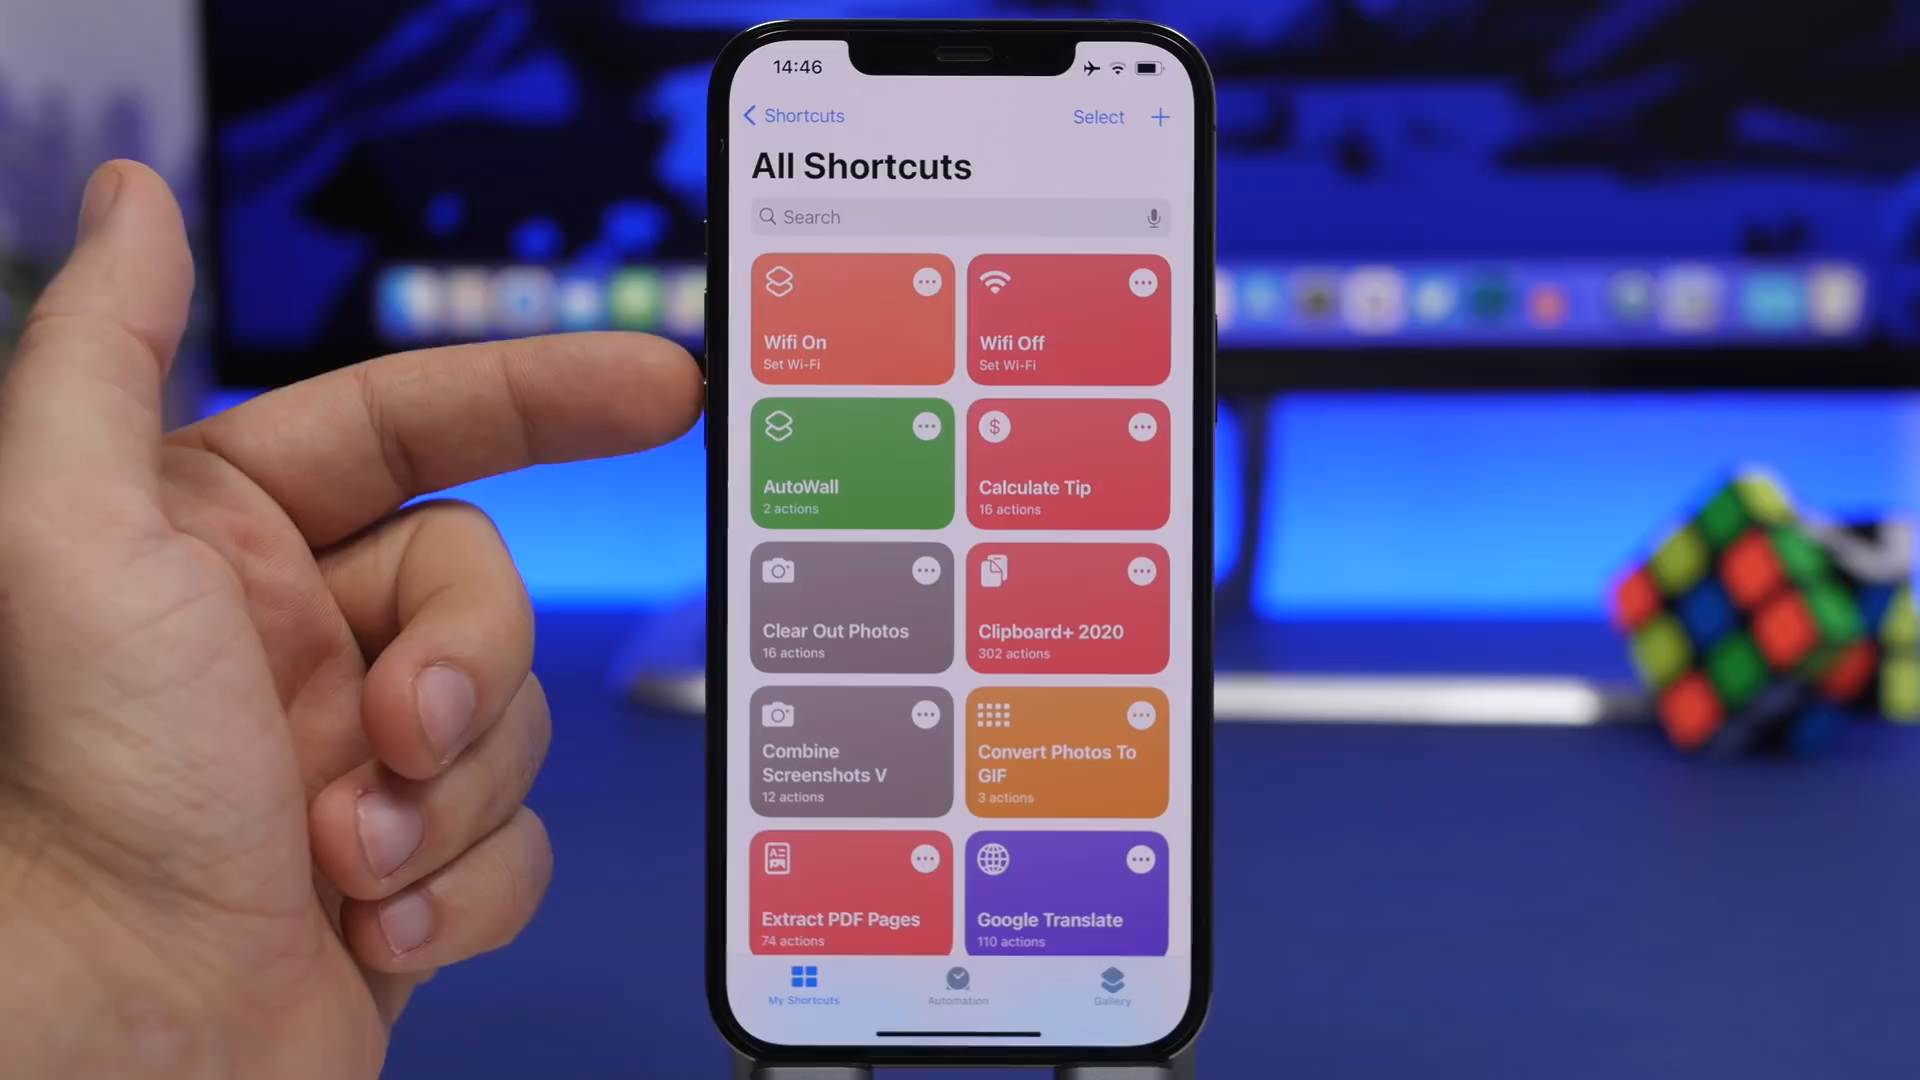 14:46
Shortcuts
Select +
All Shortcuts
Search
Wifi On
Set Wi-Fi
Wifi Off
Set Wi-Fi
AutoWall
2 actions
$
Calculate Tip
16 actions
Clear Out Photos
16 actions
Clipboard+ 2020
302 actions
Combine
Screenshots V
12 actions
Convert Photos To
GIF
3 actions
Extract PDF Pages
74 actions
Google Translate
110 actions
My Shortcuts
Automation
Gallery